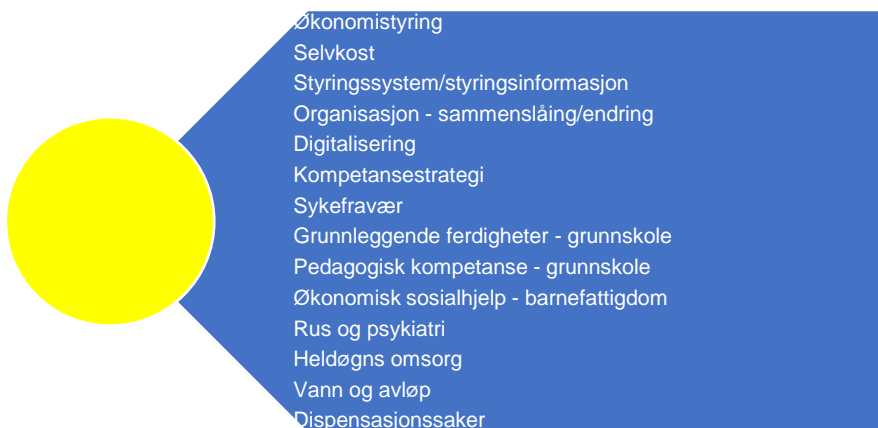 Økonomistyring
Selvkost
Styringssystem/styringsinformasjon
Organisasjon - sammenslåing/endring
Digitalisering
Kompetansestrategi
Sykefravær
Grunnleggende ferdigheter - grunnskole
Pedagogisk kompetanse - grunnskole
Økonomisk sosialhjelp - barnefattigdom
Rus og psykiatri
Heldøgns omsorg
Vann og avløp
Dispensasjonssaker